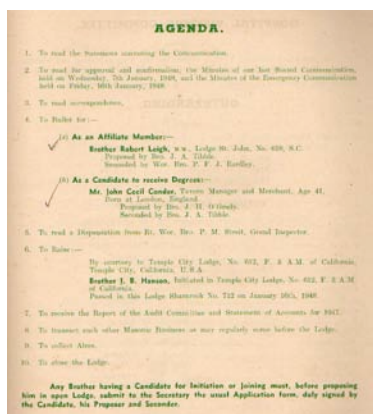 AGENDA.
1. To read the Summons convening the Communication.
2. To read for approval and confirmation, the Minutes of our last Stated Communication,
held on Wednesday, 7th January, 1948, and the Minutes of the Emergency Communication
held on Friday, 16th January, 1948.
3. To read correspondence.
4. To Ballot for:—
(a) As an Affiliate Member:—
Brother Robert Leigh, Lodge St. John, No. 618, S.C.
Proposed by Bro. J. A. Tibble.
Seconded by Wor. Bro. P. F. J. Eardley.
(b) As a Candidate to receive Degrees:—
Mr. John Cecil Condor, Tavern Manager and Merchant. Age 41,
Born at London, England.
Proposed by Bro. J. H. O'Grady.
Seconded by Bro. J. A. Tibble.
5. To read a Dispensation from Rt. Wor. Bro. P. M. Streit, Grand Inspector.
6. To Raise:—
By courtesy to Temple City Lodge, No. 612, F. & A.M. of California,
Temple City, California, U.S.A.
Brother J. B. Hanson, Initiated in Temple City Lodge, No. 612, F. & A.M.
of California.
Passed in this Lodge Shamrock No. 712 on January 16th, 1948.
7. To receive the Report of the Audit Committee and Statement of Accounts for 1947.
8. To transact such other Masonic Business as may regularly come before the Lodge.
9. To collect Alms.
10. To close the Lodge.
Any Brother having a Candidate for Initiation or Joining must, before proposing
him in open Lodge, submit to the Secretary the usual Application form, duly signed by
the Candidate, his Proposer and Seconder.